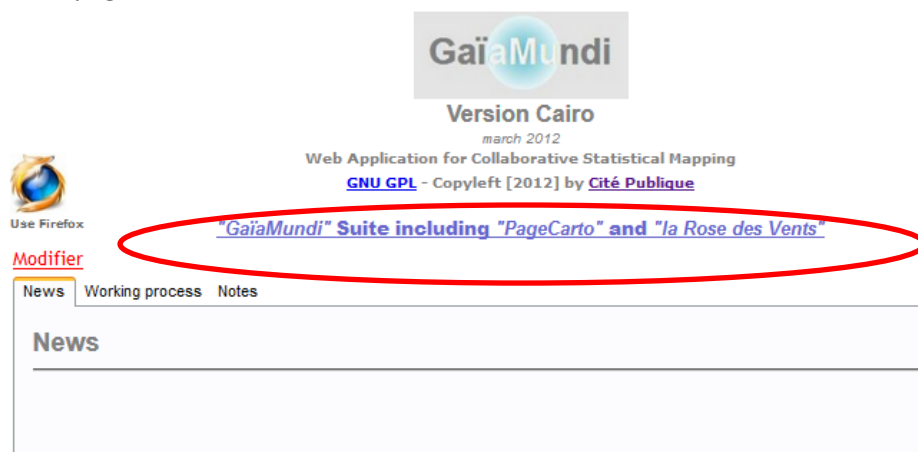 GaïaMundi
Version Cairo
march 2012
Web Application for Collaborative Statistical Mapping
GNU GPL - Copyleft [2012] by Cité Publique
Use Firefox
"GaïaMundi" Suite including "PageCarto" and "la Rose des Vents"
Modifier
News Working process Notes
News